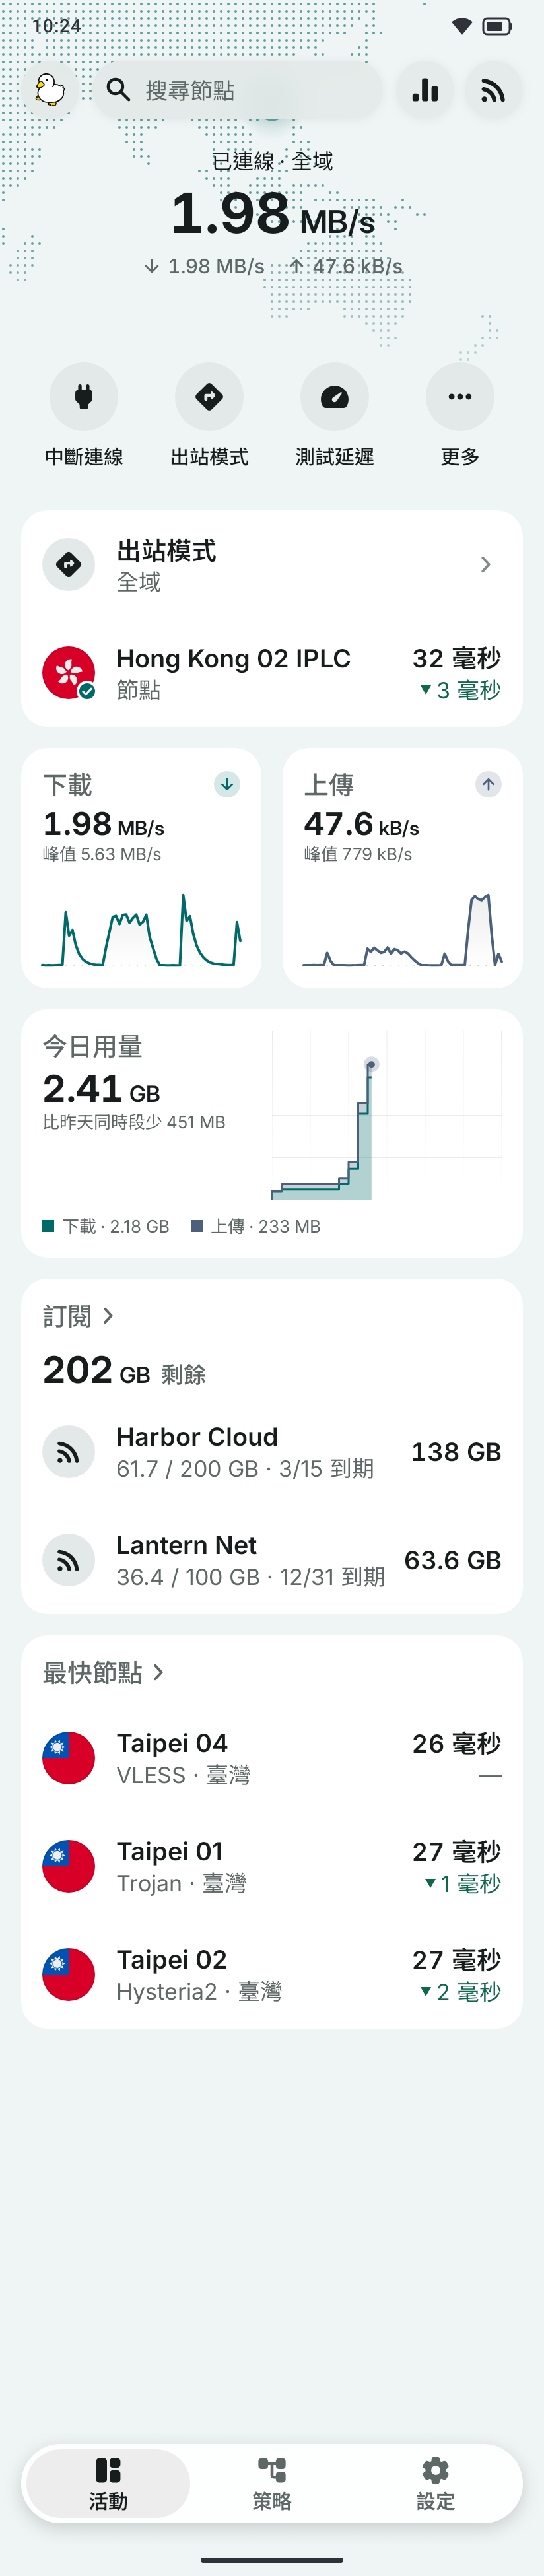 10:24
搜尋節點
已連線 · 全域
1.98 MB/s
↓ 1.98 MB/s ↑ 47.6 kB/s
中斷連線 出站模式 測試延遲 更多
出站模式
全域
Hong Kong 02 IPLC 32 毫秒
節點 ▼3 毫秒
下載
1.98 MB/s
峰值 5.63 MB/s
上傳
47.6 kB/s
峰值 779 kB/s
今日用量
2.41 GB
比昨天同時段少 451 MB
下載 · 2.18 GB 上傳 · 233 MB
訂閱
202 GB 剩餘
Harbor Cloud 138 GB
61.7 / 200 GB · 3/15 到期
Lantern Net 63.6 GB
36.4 / 100 GB · 12/31 到期
最快節點
Taipei 04 26 毫秒
VLESS · 臺灣 —
Taipei 01 27 毫秒
Trojan · 臺灣 ▼1 毫秒
Taipei 02 27 毫秒
Hysteria2 · 臺灣 ▼2 毫秒
活動 策略 設定